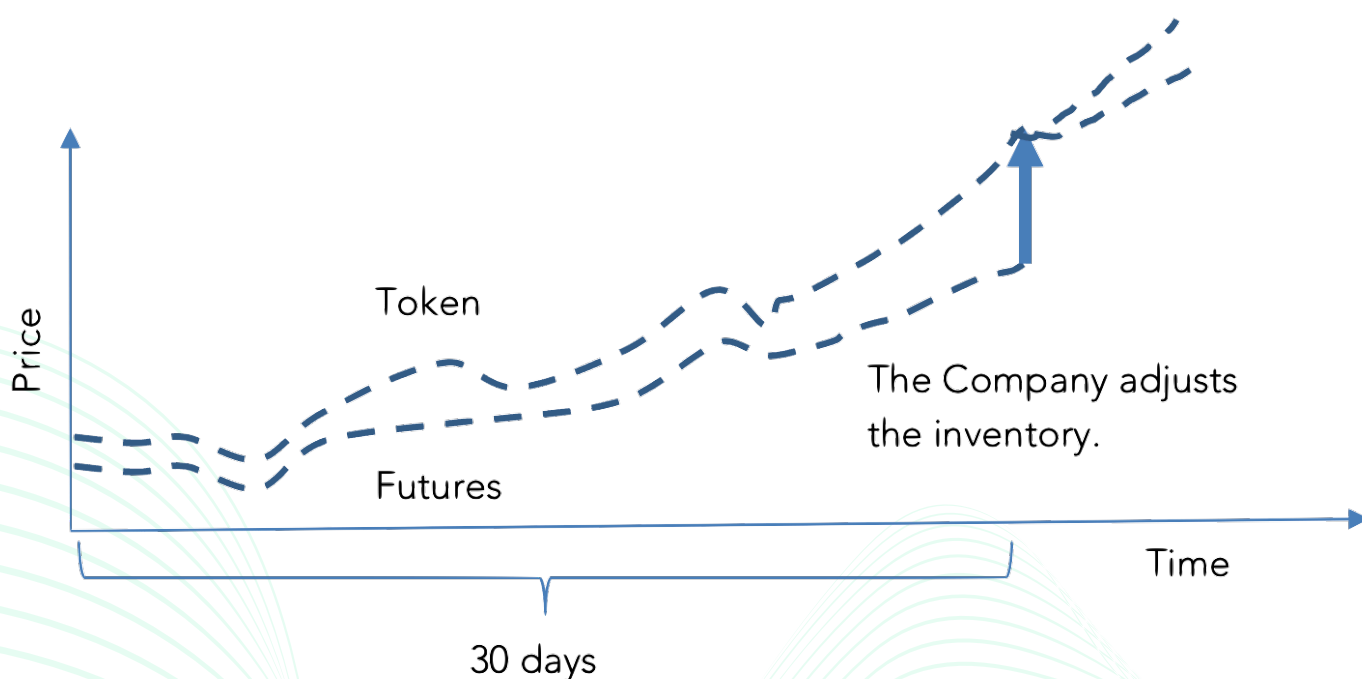 Price
Token
Futures
The Company adjusts
the inventory.
Time
30 days